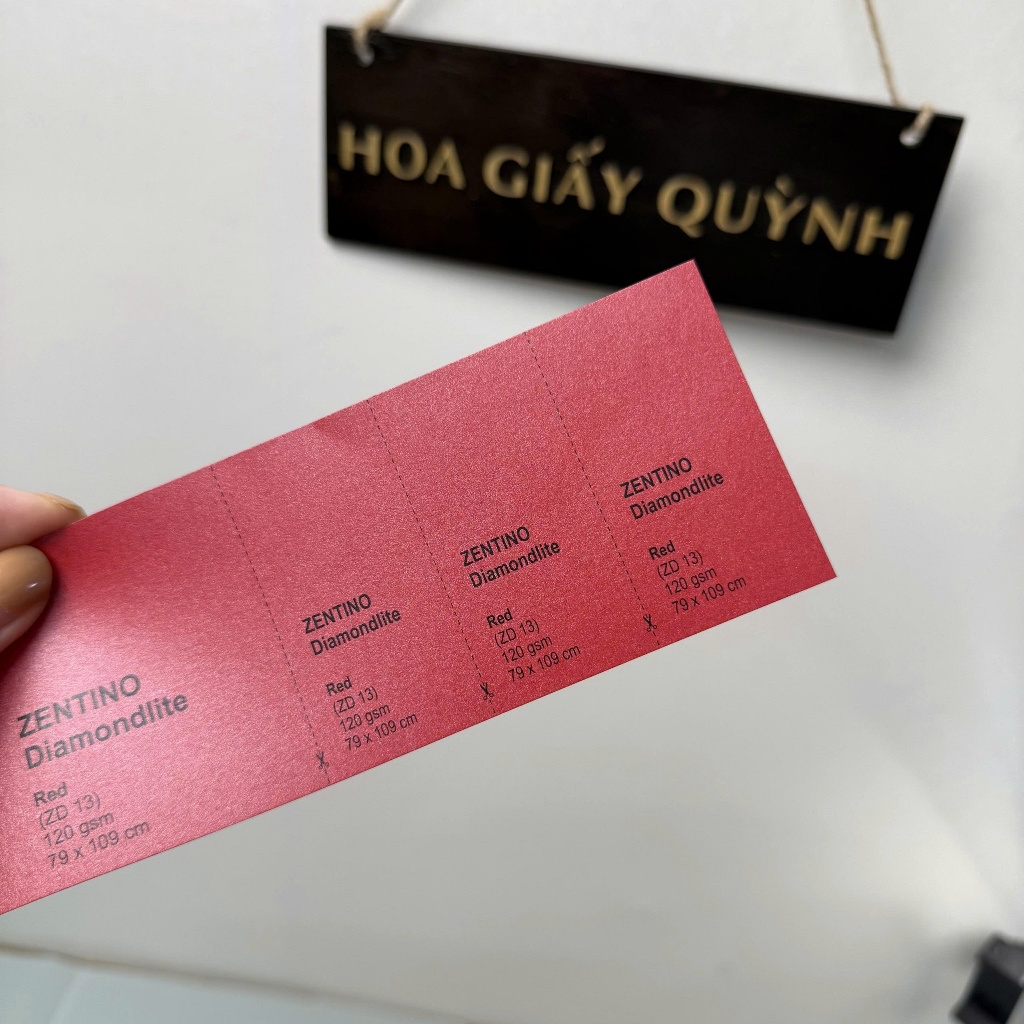 HOA GIẤY QUỲNH
ZENTINO
Diamondlite
Red
(ZD 13)
120 gsm
79 x 109 cm
ZENTINO
Diamondlite
Red
(ZD 13)
120 gsm
79 x 109 cm
ZENTINO
Diamondlite
Red
(ZD 13)
120 gsm
79 x 109 cm
ZENTINO
Diamondlite
Red
(ZD 13)
120 gsm
79 x 109 cm